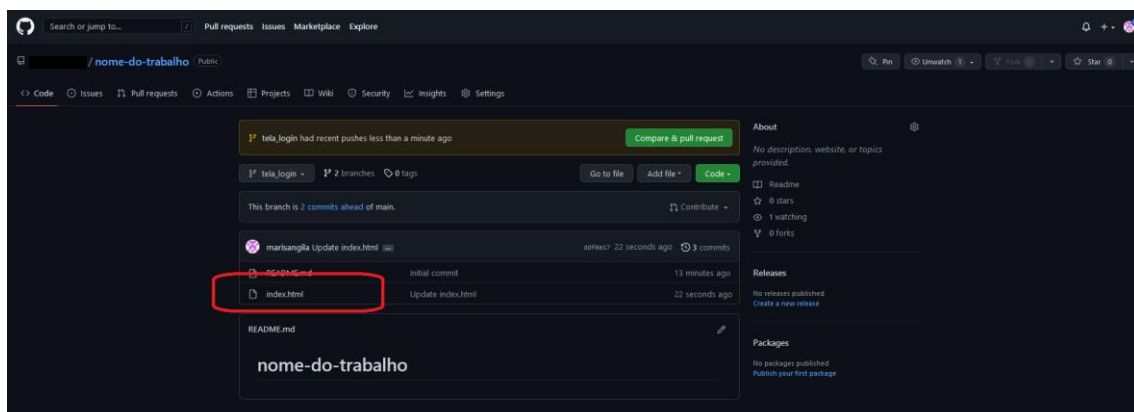 Search or jump to... /
Pull requests Issues Marketplace Explore
/ nome-do-trabalho Public
Pin Unwatch 1 Fork Star 0
Code Issues Pull requests Actions Projects Wiki Security Insights Settings
tela_login had recent pushes less than a minute ago Compare & pull request
tela_login 2 branches 0 tags Go to file Add file Code
This branch is 2 commits ahead of main. Contribute
marisangila Update index.html 22 seconds ago 3 commits
README.md Initial commit 13 minutes ago
index.html Update index.html 22 seconds ago
README.md
nome-do-trabalho
About
No description, website, or topics
provided.
Readme
0 stars
1 watching
0 forks
Releases
No releases published
Create a new release
Packages
No packages published
Publish your first package